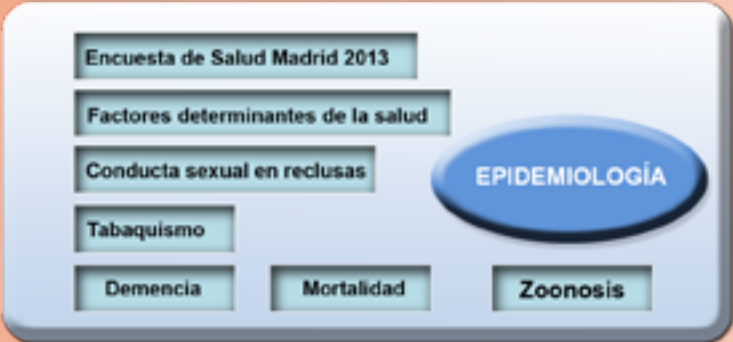 Encuesta de Salud Madrid 2013
Factores determinantes de la salud
Conducta sexual en reclusas
EPIDEMIOLOGÍA
Tabaquismo
Demencia
Mortalidad
Zoonosis